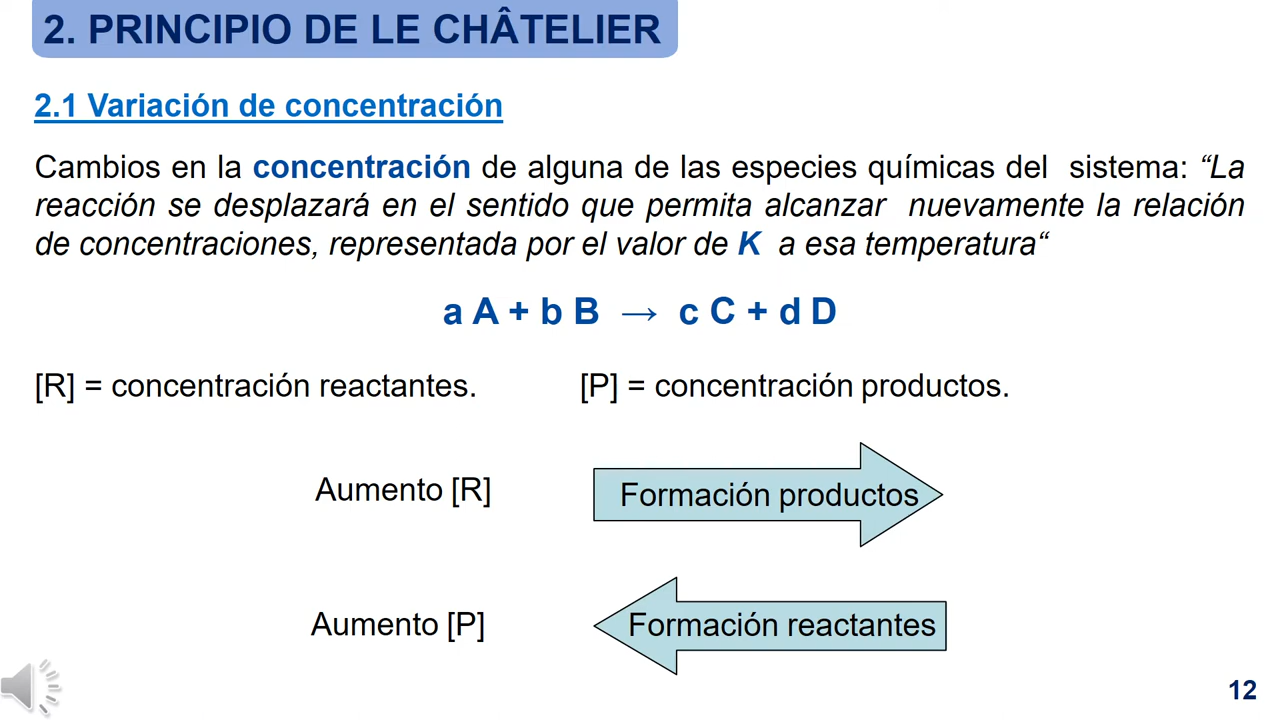 2. PRINCIPIO DE LE CHÂTELIER
2.1 Variación de concentración
Cambios en la concentración de alguna de las especies químicas del sistema: “La
reacción se desplazará en el sentido que permita alcanzar nuevamente la relación
de concentraciones, representada por el valor de K a esa temperatura“
a A + b B → c C + d D
[R] = concentración reactantes. [P] = concentración productos.
Aumento [R] Formación productos
Aumento [P] Formación reactantes
12